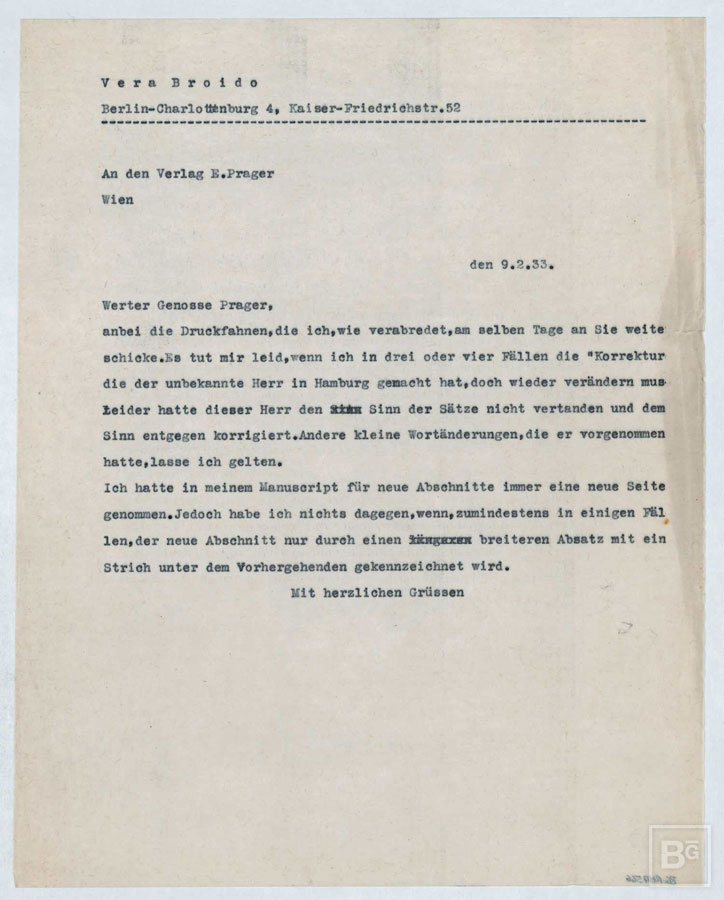 Vera Broido
Berlin-Charlottenburg 4, Kaiser-Friedrichstr.52
An den Verlag E.Prager
Wien
den 9.2.33.
Werter Genosse Prager,
anbei die Druckfahnen,die ich,wie verabredet,am selben Tage an Sie weite
schicke.Es tut mir leid,wenn ich in drei oder vier Fällen die "Korrektur
die der unbekannte Herr in Hamburg gemacht hat,doch wieder verändern mus
Leider hatte dieser Herr den Sinn der Sätze nicht vertanden und dem
Sinn entgegen korrigiert.Andere kleine Wortänderungen,die er vorgenommen
hatte,lasse ich gelten.
Ich hatte in meinem Manuscript für neue Abschnitte immer eine neue Seite
genommen.Jedoch habe ich nichts dagegen,wenn,zumindestens in einigen Fäl
len,der neue Abschnitt nur durch einen breiteren Absatz mit ein
Strich unter dem Vorhergehenden gekennzeichnet wird.
Mit herzlichen Grüssen
BG